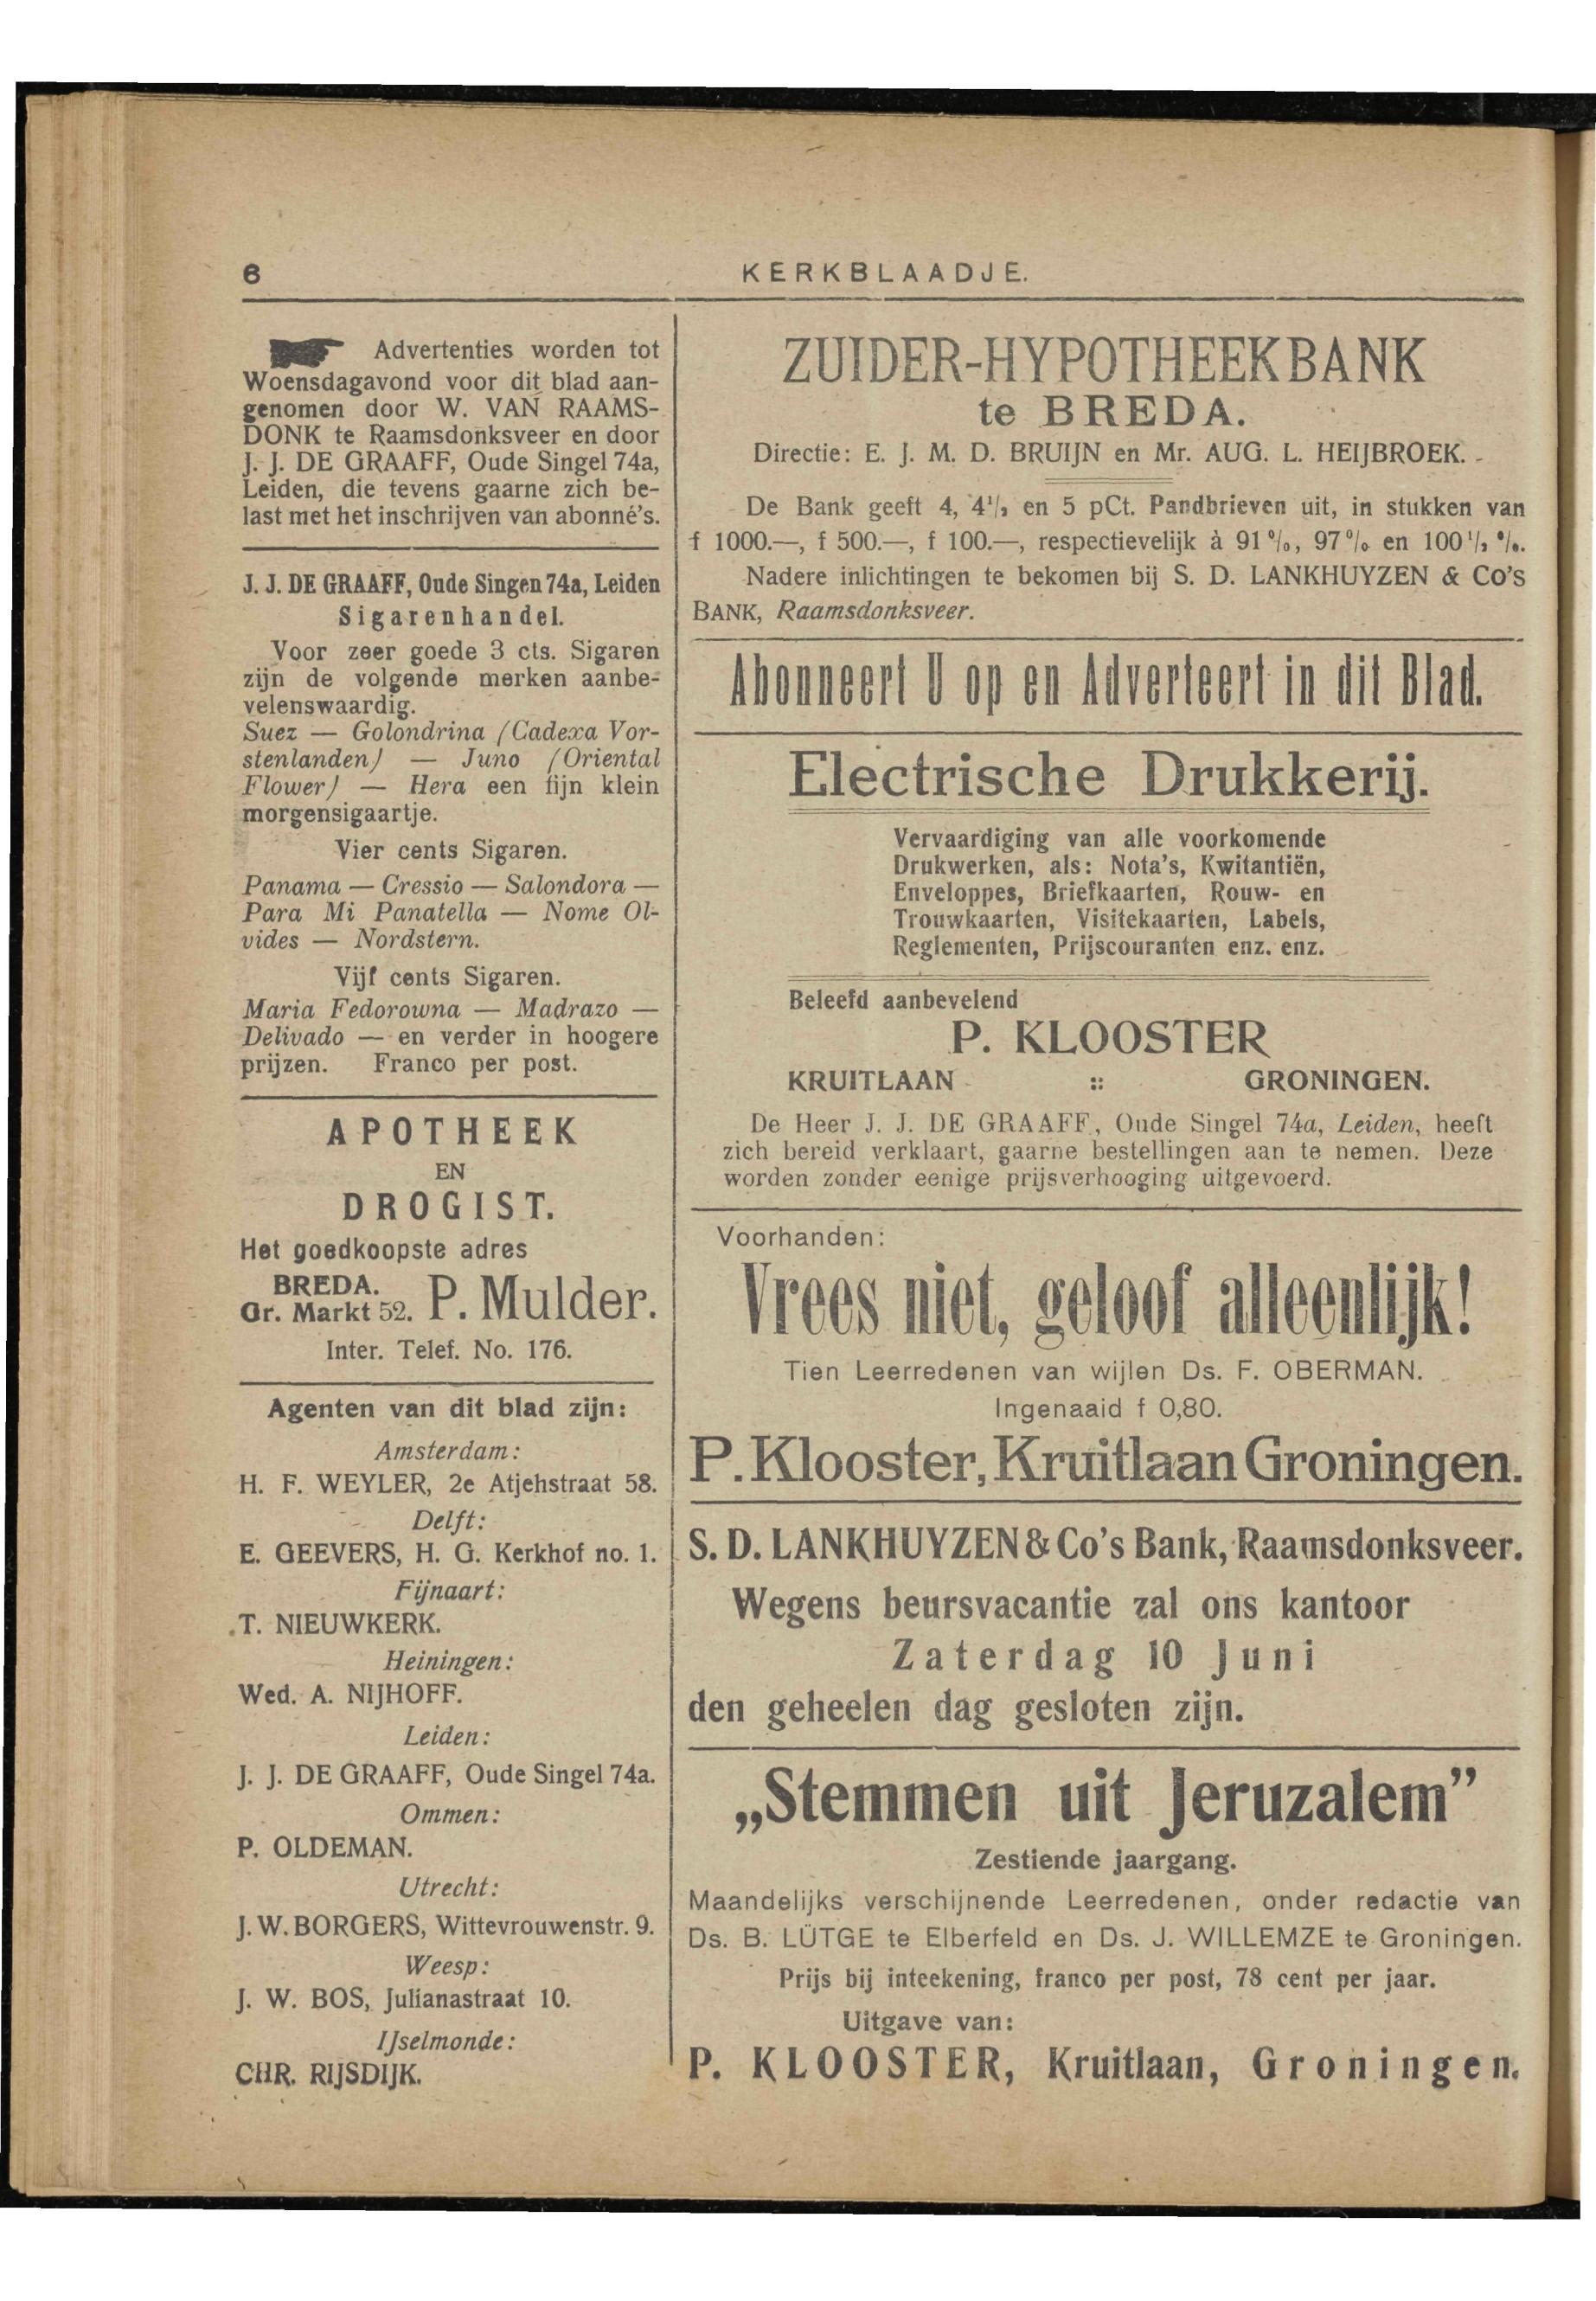 6
KERKBLAADJE.
Advertenties worden tot
Woensdagavond voor dit blad aan-
genomen door W. VAN RAAMS-
DONK te Raamsdonksveer en door
J. J. DE GRAAFF, Oude Singel 74a,
Leiden, die tevens gaarne zich be-
last met het inschrijven van abonné's.
J. J. DE GRAAFF, Oude Singen 74a, Leiden
Sigarenhandel.
Voor zeer goede 3 cts. Sigaren
zijn de volgende merken aanbe-
velenswaardig.
Suez — Golondrina (Cadexa Vor-
stenlanden) — Juno (Oriental
Flower) — Hera een fijn klein
morgensigaartje.
Vier cents Sigaren.
Panama — Cressio — Salondora —
Para Mi Panatella — Nome Ol-
vides — Nordstern.
Vijf cents Sigaren.
Maria Fedorowna — Madrazo —
Delivado — en verder in hoogere
prijzen. Franco per post.
APOTHEEK
EN
DROGIST.
Het goedkoopste adres
BREDA.
Gr. Markt 52. P. Mulder.
Inter. Telef. No. 176.
Agenten van dit blad zijn:
Amsterdam:
H. F. WEYLER, 2e Atjehstraat 58.
Delft:
E. GEEVERS, H. G. Kerkhof no. 1.
Fijnaart:
T. NIEUWKERK.
Heiningen:
Wed. A. NIJHOFF.
Leiden:
J. J. DE GRAAFF, Oude Singel 74a.
Ommen:
P. OLDEMAN.
Utrecht:
J. W. BORGERS, Wittevrouwenstr. 9.
Weesp:
J. W. BOS, Julianastraat 10.
IJselmonde:
CHR. RIJSDIJK.
ZUIDER-HYPOTHEEKBANK
te BREDA.
Directie: E. J. M. D. BRUIJN en Mr. AUG. L. HEIJBROEK.
De Bank geeft 4, 4½ en 5 pCt. Pandbrieven uit, in stukken van
f 1000.—, f 500.—, f 100.—, respectievelijk à 91 %, 97 % en 100½ %.
Nadere inlichtingen te bekomen bij S. D. LANKHUYZEN & Co's
BANK, Raamsdonksveer.
Abonneert U op en Adverteert in dit Blad.
Electrische Drukkerij.
Vervaardiging van alle voorkomende
Drukwerken, als: Nota's, Kwitantiën,
Enveloppes, Briefkaarten, Rouw- en
Trouwkaarten, Visitekaarten, Labels,
Reglementen, Prijscouranten enz. enz.
Beleefd aanbevelend
P. KLOOSTER
KRUITLAAN :: GRONINGEN.
De Heer J. J. DE GRAAFF, Oude Singel 74a, Leiden, heeft
zich bereid verklaart, gaarne bestellingen aan te nemen. Deze
worden zonder eenige prijsverhooging uitgevoerd.
Voorhanden:
Vrees niet, geloof alleenlijk!
Tien Leerredenen van wijlen Ds. F. OBERMAN.
Ingenaaid f 0,80.
P. Klooster, Kruitlaan Groningen.
S. D. LANKHUYZEN & Co's Bank, Raamsdonksveer.
Wegens beursvacantie zal ons kantoor
Zaterdag 10 Juni
den geheelen dag gesloten zijn.
„Stemmen uit Jeruzalem”
Zestiende jaargang.
Maandelijks verschijnende Leerredenen, onder redactie van
Ds. B. LÜTGE te Elberfeld en Ds. J. WILLEMZE te Groningen.
Prijs bij inteekening, franco per post, 78 cent per jaar.
Uitgave van:
P. KLOOSTER, Kruitlaan, Groningen.